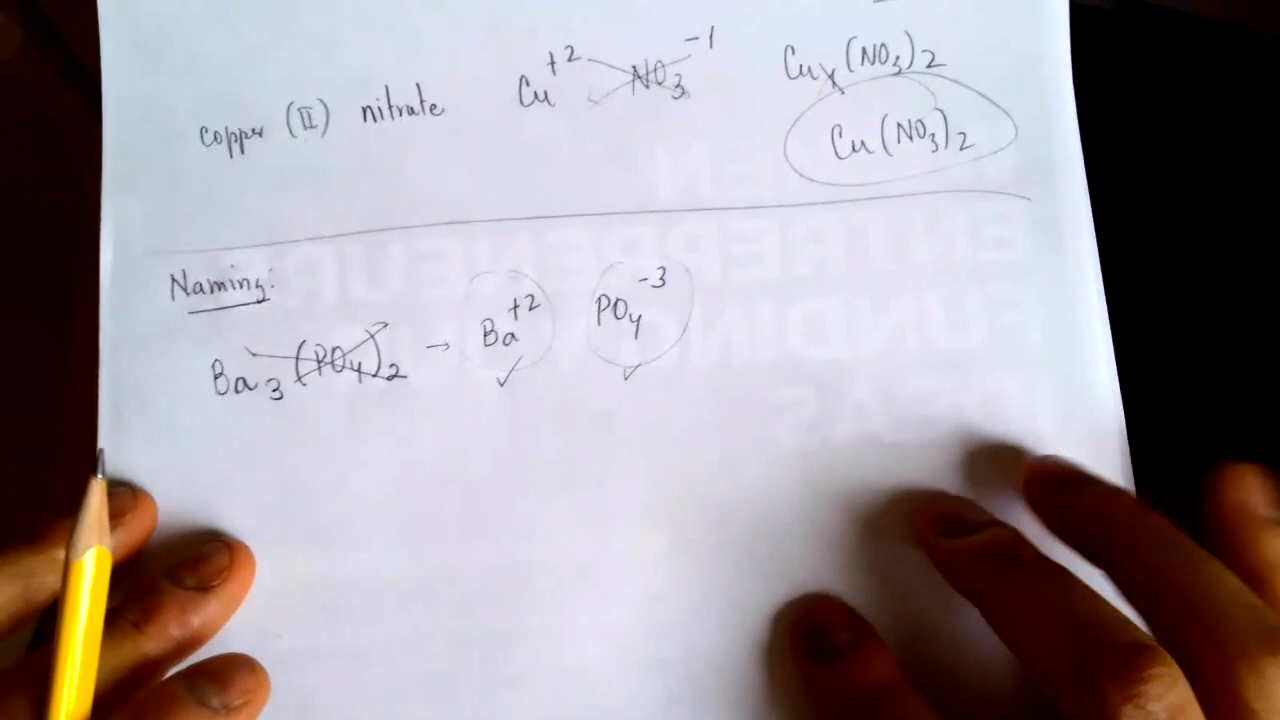 copper (II) nitrate Cu+2 NO3-1 Cux(NO3)2
Cu(NO3)2
Naming:
Ba3(PO4)2 → Ba+2 PO4-3